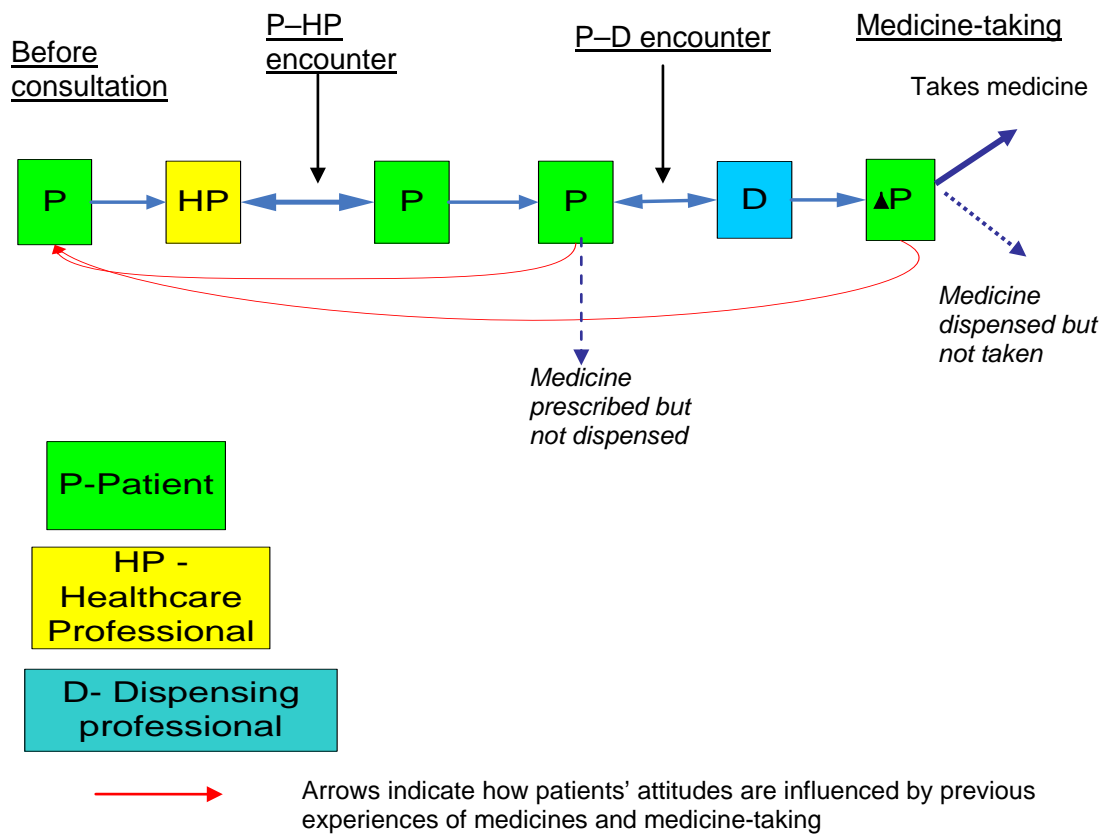 Before
consultation
P–HP
encounter
P–D encounter
Medicine-taking
Takes medicine
P
HP
P
P
D
P
Medicine
prescribed but
not dispensed
Medicine
dispensed but
not taken
P-Patient
HP -
Healthcare
Professional
D- Dispensing
professional
Arrows indicate how patients’ attitudes are influenced by previous
experiences of medicines and medicine-taking